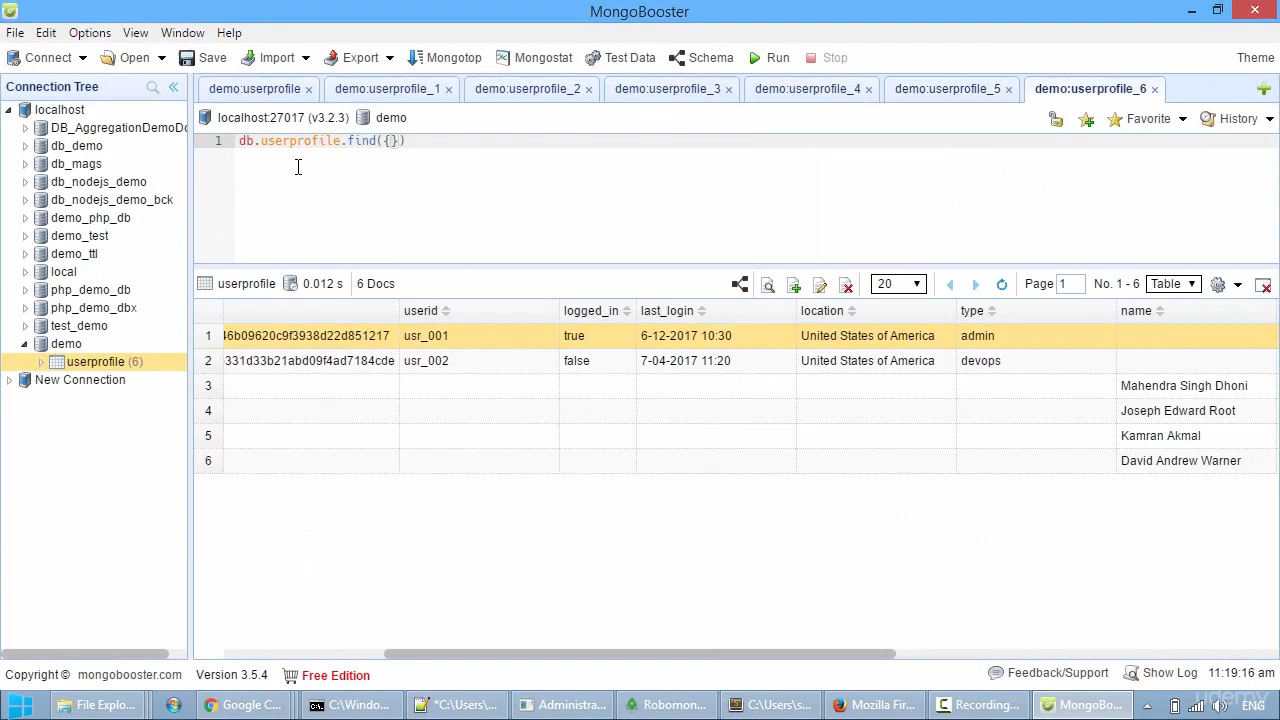 MongoBooster
File Edit Options View Window Help
Connect Open Save Import Export Mongotop Mongostat Test Data Schema Run Stop Theme
Connection Tree
localhost
DB_AggregationDemoDo
db_demo
db_mags
db_nodejs_demo
db_nodejs_demo_bck
demo_php_db
demo_test
demo_ttl
local
php_demo_db
php_demo_dbx
test_demo
demo
userprofile (6)
New Connection
demo:userprofile × demo:userprofile_1 × demo:userprofile_2 × demo:userprofile_3 × demo:userprofile_4 × demo:userprofile_5 × demo:userprofile_6 ×
localhost:27017 (v3.2.3) demo Favorite History
1 db.userprofile.find({})
userprofile 0.012 s 6 Docs 20 Page 1 No. 1 - 6 Table
userid logged_in last_login location type name
1 46b09620c9f3938d22d851217 usr_001 true 6-12-2017 10:30 United States of America admin
2 331d33b21abd09f4ad7184cde usr_002 false 7-04-2017 11:20 United States of America devops
3 Mahendra Singh Dhoni
4 Joseph Edward Root
5 Kamran Akmal
6 David Andrew Warner
Copyright © mongobooster.com Version 3.5.4 Free Edition Feedback/Support Show Log 11:19:16 am
File Explo... Google C... C:\Windo... *C:\Users\... Administra... Robomon... C:\Users\s... Mozilla Fir... Recording... MongoBo... ENG
udemy